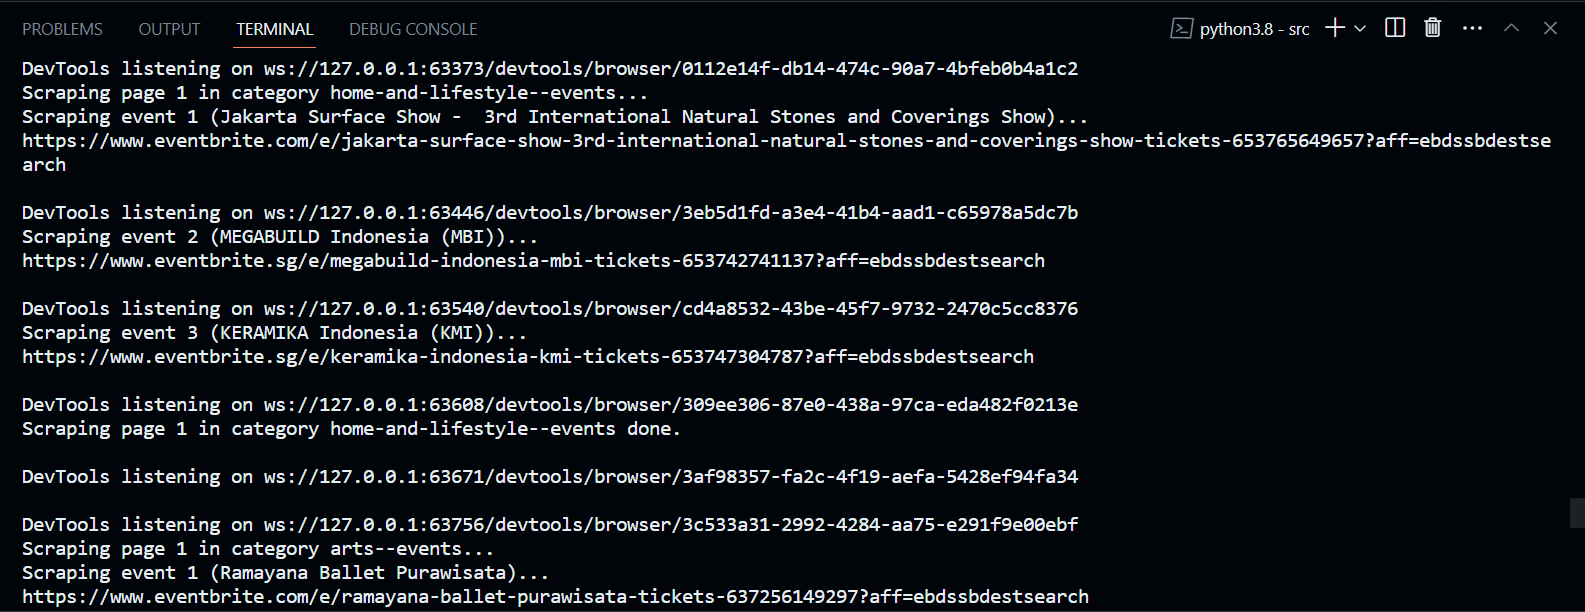 PROBLEMS OUTPUT TERMINAL DEBUG CONSOLE python3.8 - src
DevTools listening on ws://127.0.0.1:63373/devtools/browser/0112e14f-db14-474c-90a7-4bfeb0b4a1c2
Scraping page 1 in category home-and-lifestyle--events...
Scraping event 1 (Jakarta Surface Show -  3rd International Natural Stones and Coverings Show)...
https://www.eventbrite.com/e/jakarta-surface-show-3rd-international-natural-stones-and-coverings-show-tickets-653765649657?aff=ebdssbdestse
arch
DevTools listening on ws://127.0.0.1:63446/devtools/browser/3eb5d1fd-a3e4-41b4-aad1-c65978a5dc7b
Scraping event 2 (MEGABUILD Indonesia (MBI))...
https://www.eventbrite.sg/e/megabuild-indonesia-mbi-tickets-653742741137?aff=ebdssbdestsearch
DevTools listening on ws://127.0.0.1:63540/devtools/browser/cd4a8532-43be-45f7-9732-2470c5cc8376
Scraping event 3 (KERAMIKA Indonesia (KMI))...
https://www.eventbrite.sg/e/keramika-indonesia-kmi-tickets-653747304787?aff=ebdssbdestsearch
DevTools listening on ws://127.0.0.1:63608/devtools/browser/309ee306-87e0-438a-97ca-eda482f0213e
Scraping page 1 in category home-and-lifestyle--events done.
DevTools listening on ws://127.0.0.1:63671/devtools/browser/3af98357-fa2c-4f19-aefa-5428ef94fa34
DevTools listening on ws://127.0.0.1:63756/devtools/browser/3c533a31-2992-4284-aa75-e291f9e00ebf
Scraping page 1 in category arts--events...
Scraping event 1 (Ramayana Ballet Purawisata)...
https://www.eventbrite.com/e/ramayana-ballet-purawisata-tickets-637256149297?aff=ebdssbdestsearch